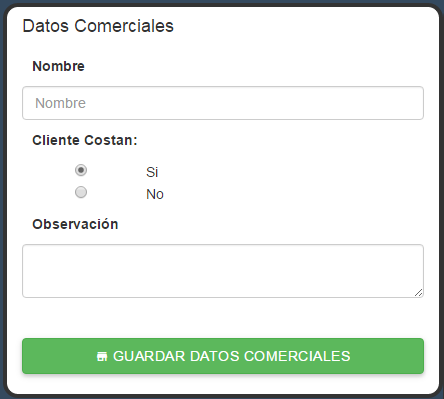 Datos Comerciales
Nombre
Nombre
Cliente Costan:
Si
No
Observación
GUARDAR DATOS COMERCIALES